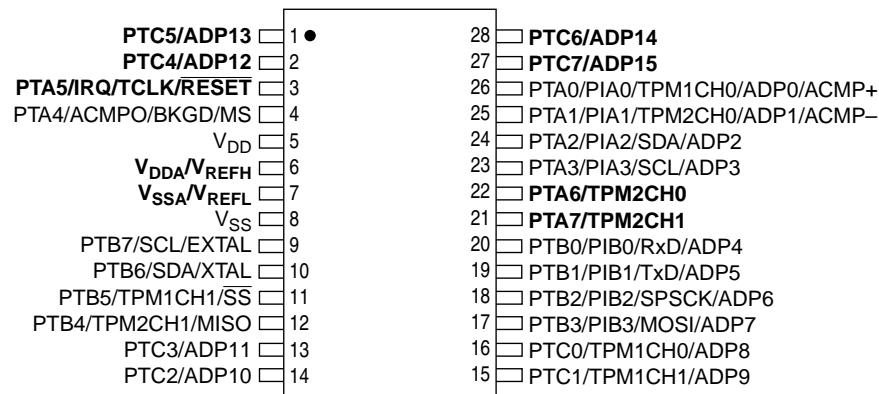 PTC5/ADP13 1 28 PTC6/ADP14
PTC4/ADP12 2 27 PTC7/ADP15
PTA5/IRQ/TCLK/R̅E̅S̅E̅T̅ 3 26 PTA0/PIA0/TPM1CH0/ADP0/ACMP+
PTA4/ACMPO/BKGD/MS 4 25 PTA1/PIA1/TPM2CH0/ADP1/ACMP–
VDD 5 24 PTA2/PIA2/SDA/ADP2
VDDA/VREFH 6 23 PTA3/PIA3/SCL/ADP3
VSSA/VREFL 7 22 PTA6/TPM2CH0
VSS 8 21 PTA7/TPM2CH1
PTB7/SCL/EXTAL 9 20 PTB0/PIB0/RxD/ADP4
PTB6/SDA/XTAL 10 19 PTB1/PIB1/TxD/ADP5
PTB5/TPM1CH1/S̅S̅ 11 18 PTB2/PIB2/SPSCK/ADP6
PTB4/TPM2CH1/MISO 12 17 PTB3/PIB3/MOSI/ADP7
PTC3/ADP11 13 16 PTC0/TPM1CH0/ADP8
PTC2/ADP10 14 15 PTC1/TPM1CH1/ADP9